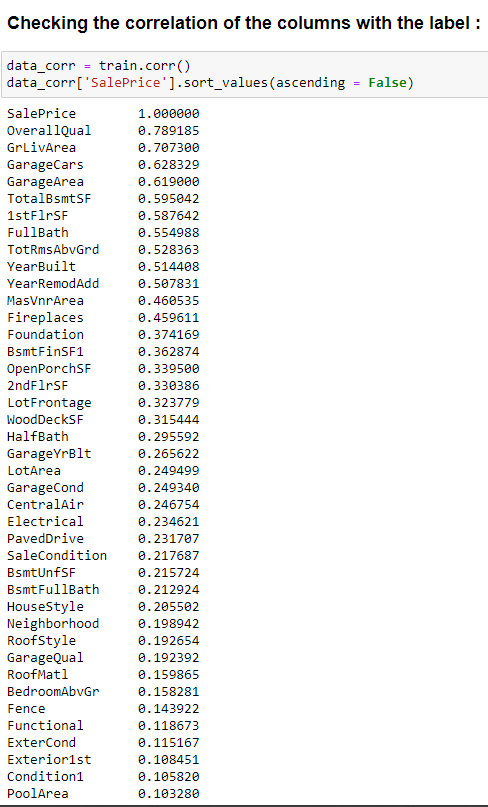 Checking the correlation of the columns with the label :
data_corr = train.corr()
data_corr['SalePrice'].sort_values(ascending = False)
SalePrice 1.000000
OverallQual 0.789185
GrLivArea 0.707300
GarageCars 0.628329
GarageArea 0.619000
TotalBsmtSF 0.595042
1stFlrSF 0.587642
FullBath 0.554988
TotRmsAbvGrd 0.528363
YearBuilt 0.514408
YearRemodAdd 0.507831
MasVnrArea 0.460535
Fireplaces 0.459611
Foundation 0.374169
BsmtFinSF1 0.362874
OpenPorchSF 0.339500
2ndFlrSF 0.330386
LotFrontage 0.323779
WoodDeckSF 0.315444
HalfBath 0.295592
GarageYrBlt 0.265622
LotArea 0.249499
GarageCond 0.249340
CentralAir 0.246754
Electrical 0.234621
PavedDrive 0.231707
SaleCondition 0.217687
BsmtUnfSF 0.215724
BsmtFullBath 0.212924
HouseStyle 0.205502
Neighborhood 0.198942
RoofStyle 0.192654
GarageQual 0.192392
RoofMatl 0.159865
BedroomAbvGr 0.158281
Fence 0.143922
Functional 0.118673
ExterCond 0.115167
Exterior1st 0.108451
Condition1 0.105820
PoolArea 0.103280